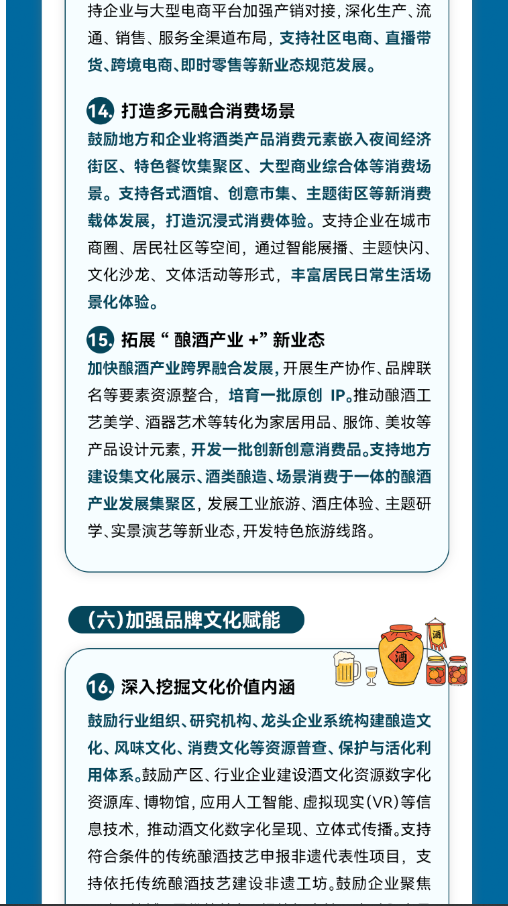 持企业与大型电商平台加强产销对接,深化生产、流
通、销售、服务全渠道布局,支持社区电商、直播带
货、跨境电商、即时零售等新业态规范发展。
14. 打造多元融合消费场景
鼓励地方和企业将酒类产品消费元素嵌入夜间经济
街区、特色餐饮集聚区、大型商业综合体等消费场
景。支持各式酒馆、创意市集、主题街区等新消费
载体发展,打造沉浸式消费体验。支持企业在城市
商圈、居民社区等空间,通过智能展播、主题快闪、
文化沙龙、文体活动等形式,丰富居民日常生活场
景化体验。
15. 拓展“酿酒产业+”新业态
加快酿酒产业跨界融合发展,开展生产协作、品牌联
名等要素资源整合,培育一批原创 IP。推动酿酒工
艺美学、酒器艺术等转化为家居用品、服饰、美妆等
产品设计元素,开发一批创新创意消费品。支持地方
建设集文化展示、酒类酿造、场景消费于一体的酿酒
产业发展集聚区,发展工业旅游、酒庄体验、主题研
学、实景演艺等新业态,开发特色旅游线路。
(六)加强品牌文化赋能
酒
酒
16. 深入挖掘文化价值内涵
鼓励行业组织、研究机构、龙头企业系统构建酿造文
化、风味文化、消费文化等资源普查、保护与活化利
用体系。鼓励产区、行业企业建设酒文化资源数字化
资源库、博物馆,应用人工智能、虚拟现实(VR)等信
息技术,推动酒文化数字化呈现、立体式传播。支持
符合条件的传统酿酒技艺申报非遗代表性项目,支
持依托传统酿酒技艺建设非遗工坊。鼓励企业聚焦